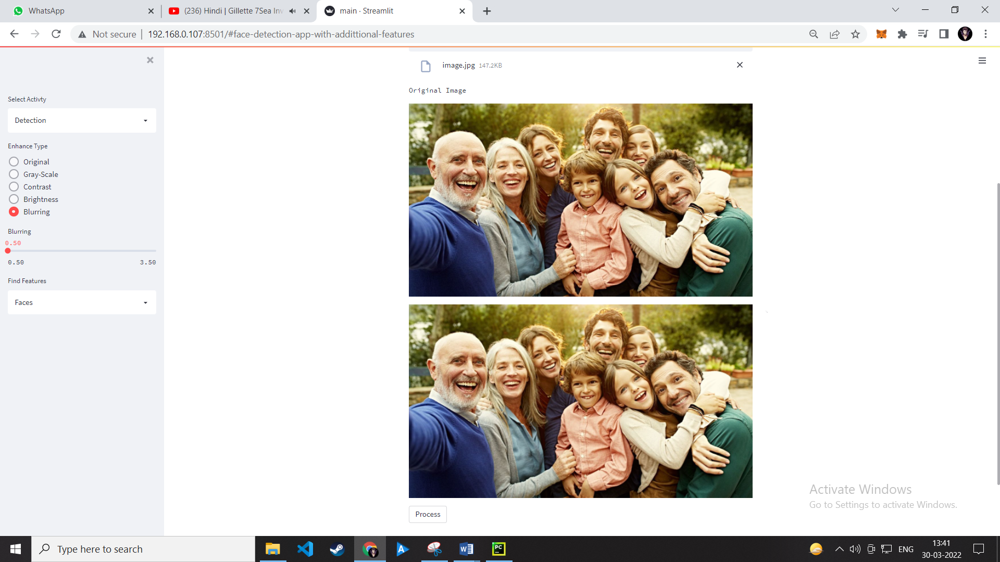 WhatsApp
(236) Hindi | Gillette 7Sea Inv
main · Streamlit
Not secure
192.168.0.107:8501/#face-detection-app-with-addittional-features
image.jpg 147.2KB
Original Image
Select Activty
Detection
Enhance Type
Original
Gray-Scale
Contrast
Brightness
Blurring
Blurring
0.50
0.50 3.50
Find Features
Faces
Process
Activate Windows
Go to Settings to activate Windows.
Type here to search
A
W
PC
ENG
13:41
30-03-2022